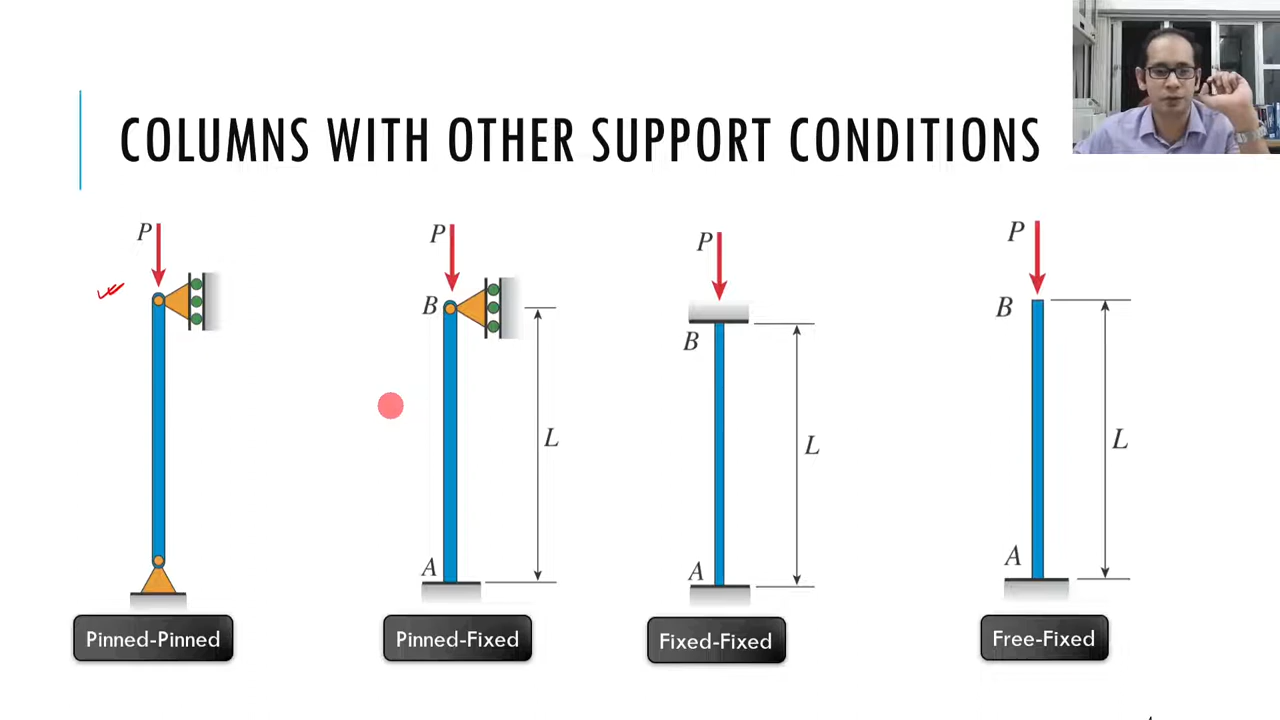 COLUMNS WITH OTHER SUPPORT CONDITIONS
P
P
B
A
L
P
B
A
L
P
B
A
L
Pinned-Pinned
Pinned-Fixed
Fixed-Fixed
Free-Fixed